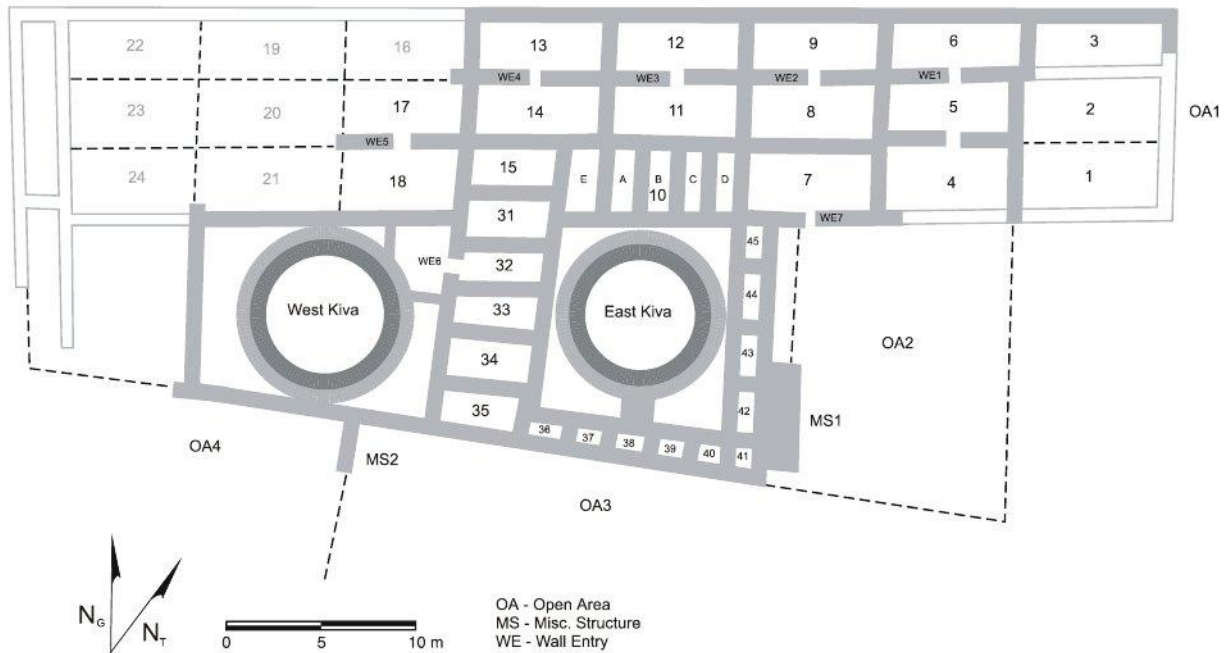 22 19 16 13 12 9 6 3
WE4 WE3 WE2 WE1
23 20 17 14 11 8 5 2 OA1
WE5
24 21 18 15 E A B 10 C D 7 4 1
31 WE7
45
WE6 32
44
West Kiva 33 East Kiva
43 OA2
34
35 42 MS1
36 37 38 39 40 41
OA4 MS2
OA3
NG NT
0 5 10 m
OA - Open Area
MS - Misc. Structure
WE - Wall Entry